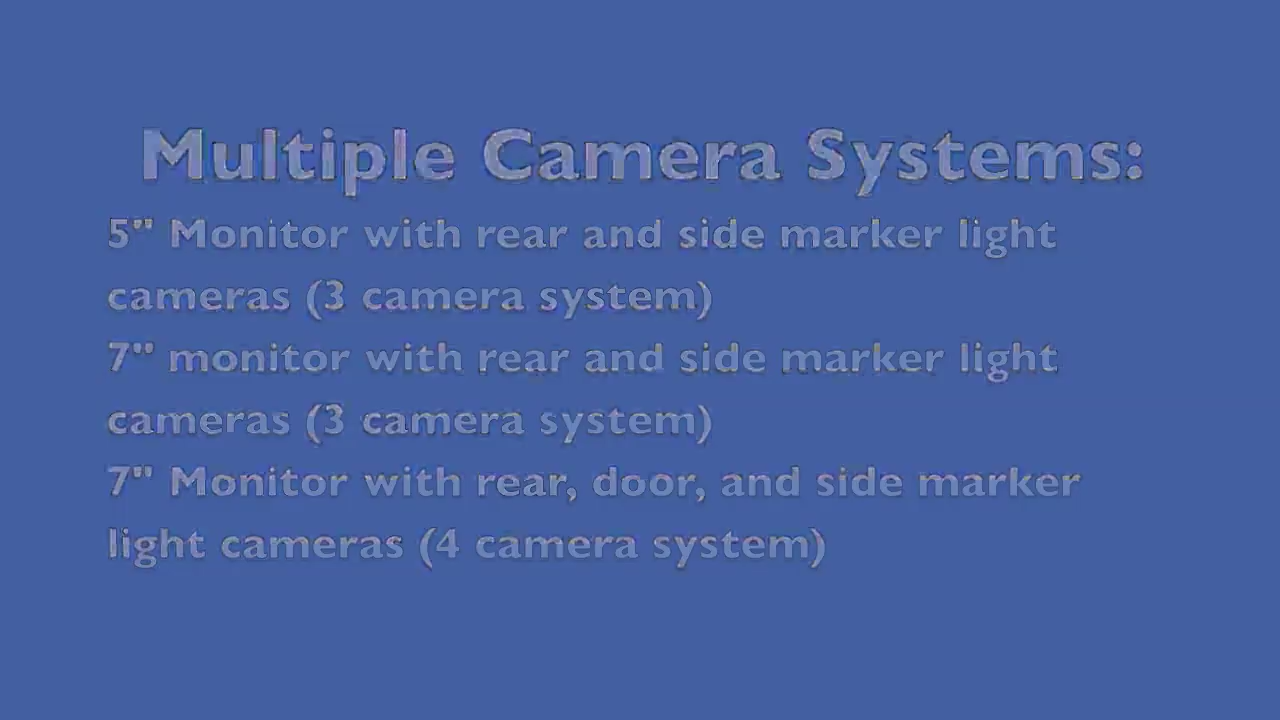 Multiple Camera Systems:
5" Monitor with rear and side marker light
cameras (3 camera system)
7" monitor with rear and side marker light
cameras (3 camera system)
7" Monitor with rear, door, and side marker
light cameras (4 camera system)